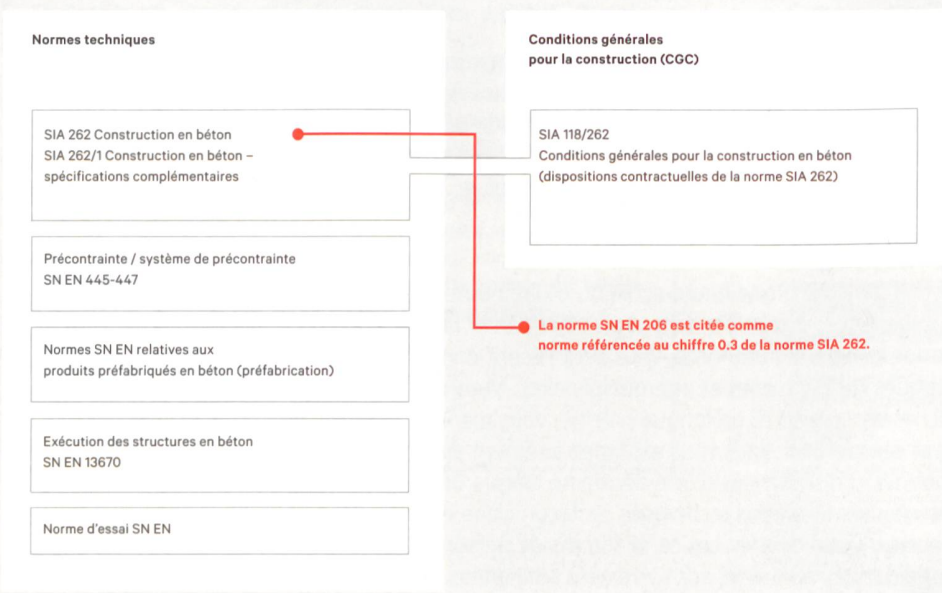 Normes techniques
SIA 262 Construction en béton
SIA 262/1 Construction en béton –
spécifications complémentaires
Précontrainte / système de précontrainte
SN EN 445-447
Normes SN EN relatives aux
produits préfabriqués en béton (préfabrication)
Exécution des structures en béton
SN EN 13670
Norme d'essai SN EN
Conditions générales
pour la construction (CGC)
SIA 118/262
Conditions générales pour la construction en béton
(dispositions contractuelles de la norme SIA 262)
La norme SN EN 206 est citée comme
norme référencée au chiffre 0.3 de la norme SIA 262.